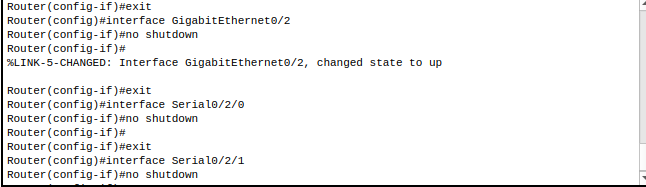 Router(config-if)#exit
Router(config)#interface GigabitEthernet0/2
Router(config-if)#no shutdown
Router(config-if)#
%LINK-5-CHANGED: Interface GigabitEthernet0/2, changed state to up
Router(config-if)#exit
Router(config)#interface Serial0/2/0
Router(config-if)#no shutdown
Router(config-if)#
Router(config-if)#exit
Router(config)#interface Serial0/2/1
Router(config-if)#no shutdown